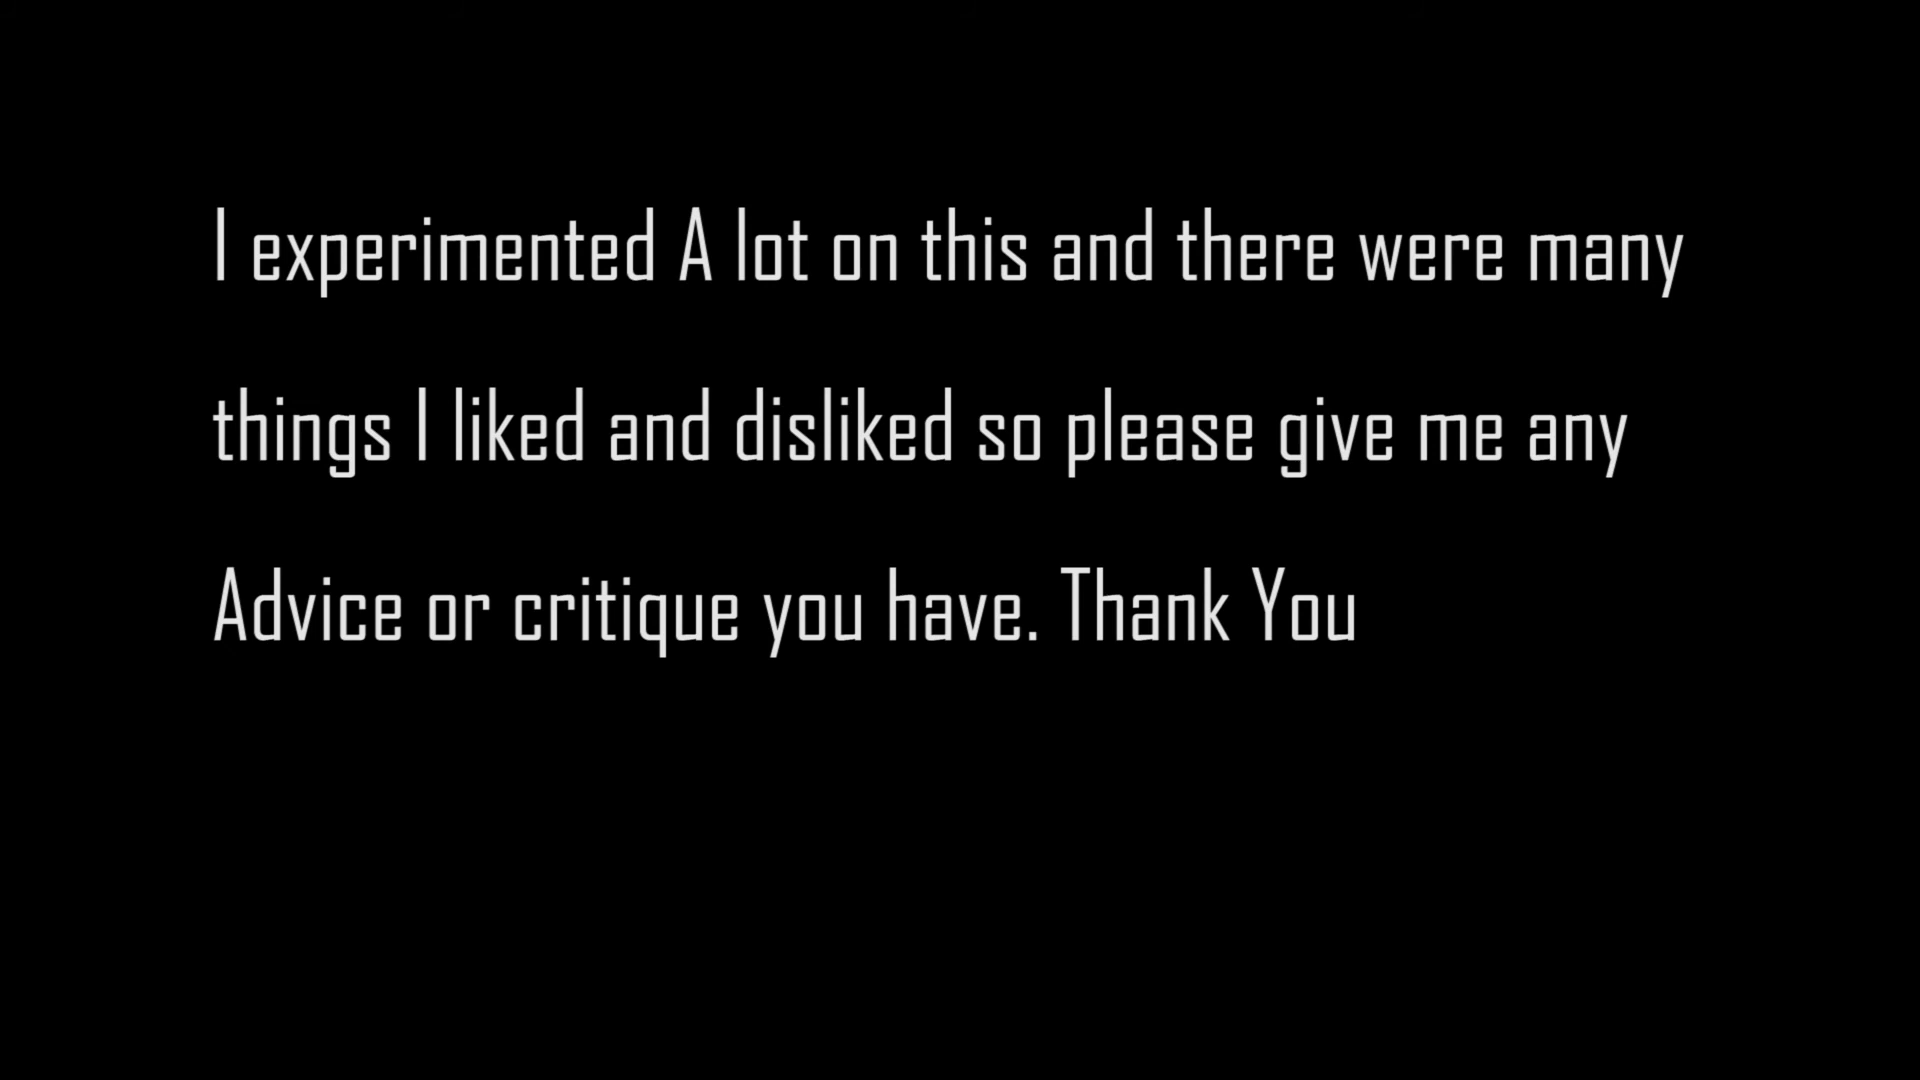 I experimented A lot on this and there were many
things I liked and disliked so please give me any
Advice or critique you have. Thank You